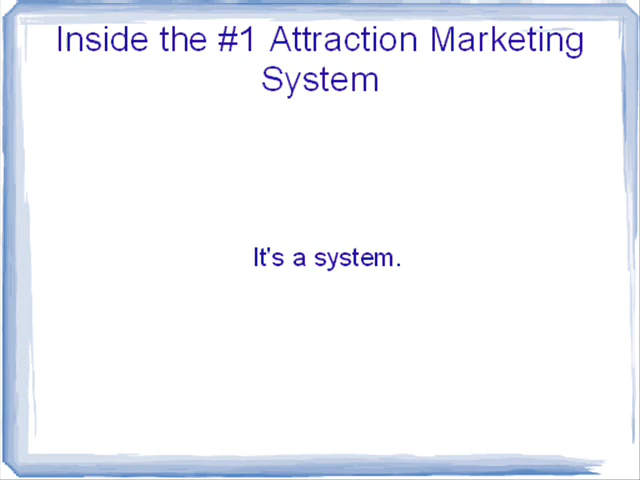 Inside the #1 Attraction Marketing
System
It's a system.